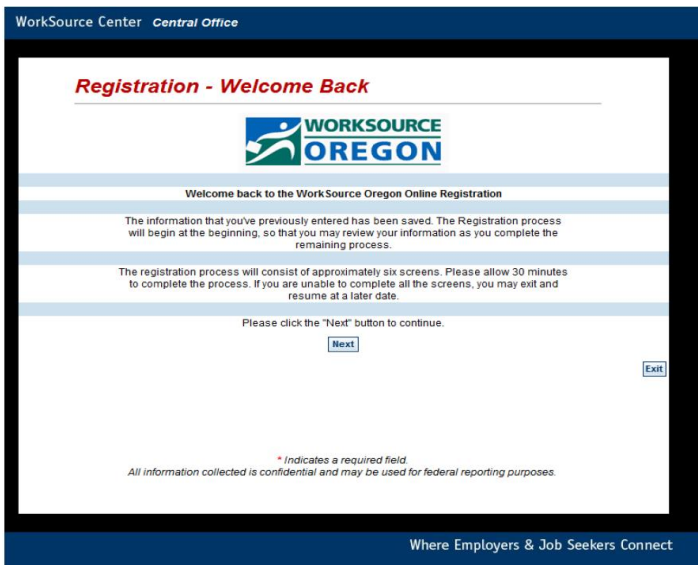 WorkSource Center Central Office
Registration - Welcome Back
WORKSOURCE
OREGON
Welcome back to the WorkSource Oregon Online Registration
The information that you've previously entered has been saved. The Registration process
will begin at the beginning, so that you may review your information as you complete the
remaining process.
The registration process will consist of approximately six screens. Please allow 30 minutes
to complete the process. If you are unable to complete all the screens, you may exit and
resume at a later date.
Please click the "Next" button to continue.
Next
Exit
* Indicates a required field.
All information collected is confidential and may be used for federal reporting purposes.
Where Employers & Job Seekers Connect